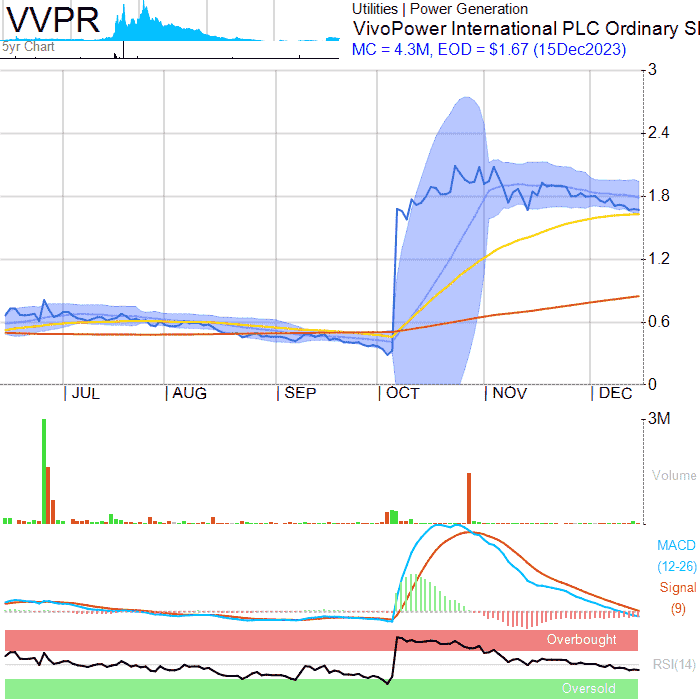 VVPR
5yr Chart
Utilities | Power Generation
VivoPower International PLC Ordinary S
MC = 4.3M, EOD = $1.67 (15Dec2023)
3
2.4
1.8
1.2
0.6
0
JUL AUG SEP OCT NOV DEC
3M
Volume
MACD
(12-26)
Signal
(9)
Overbought
RSI(14)
Oversold